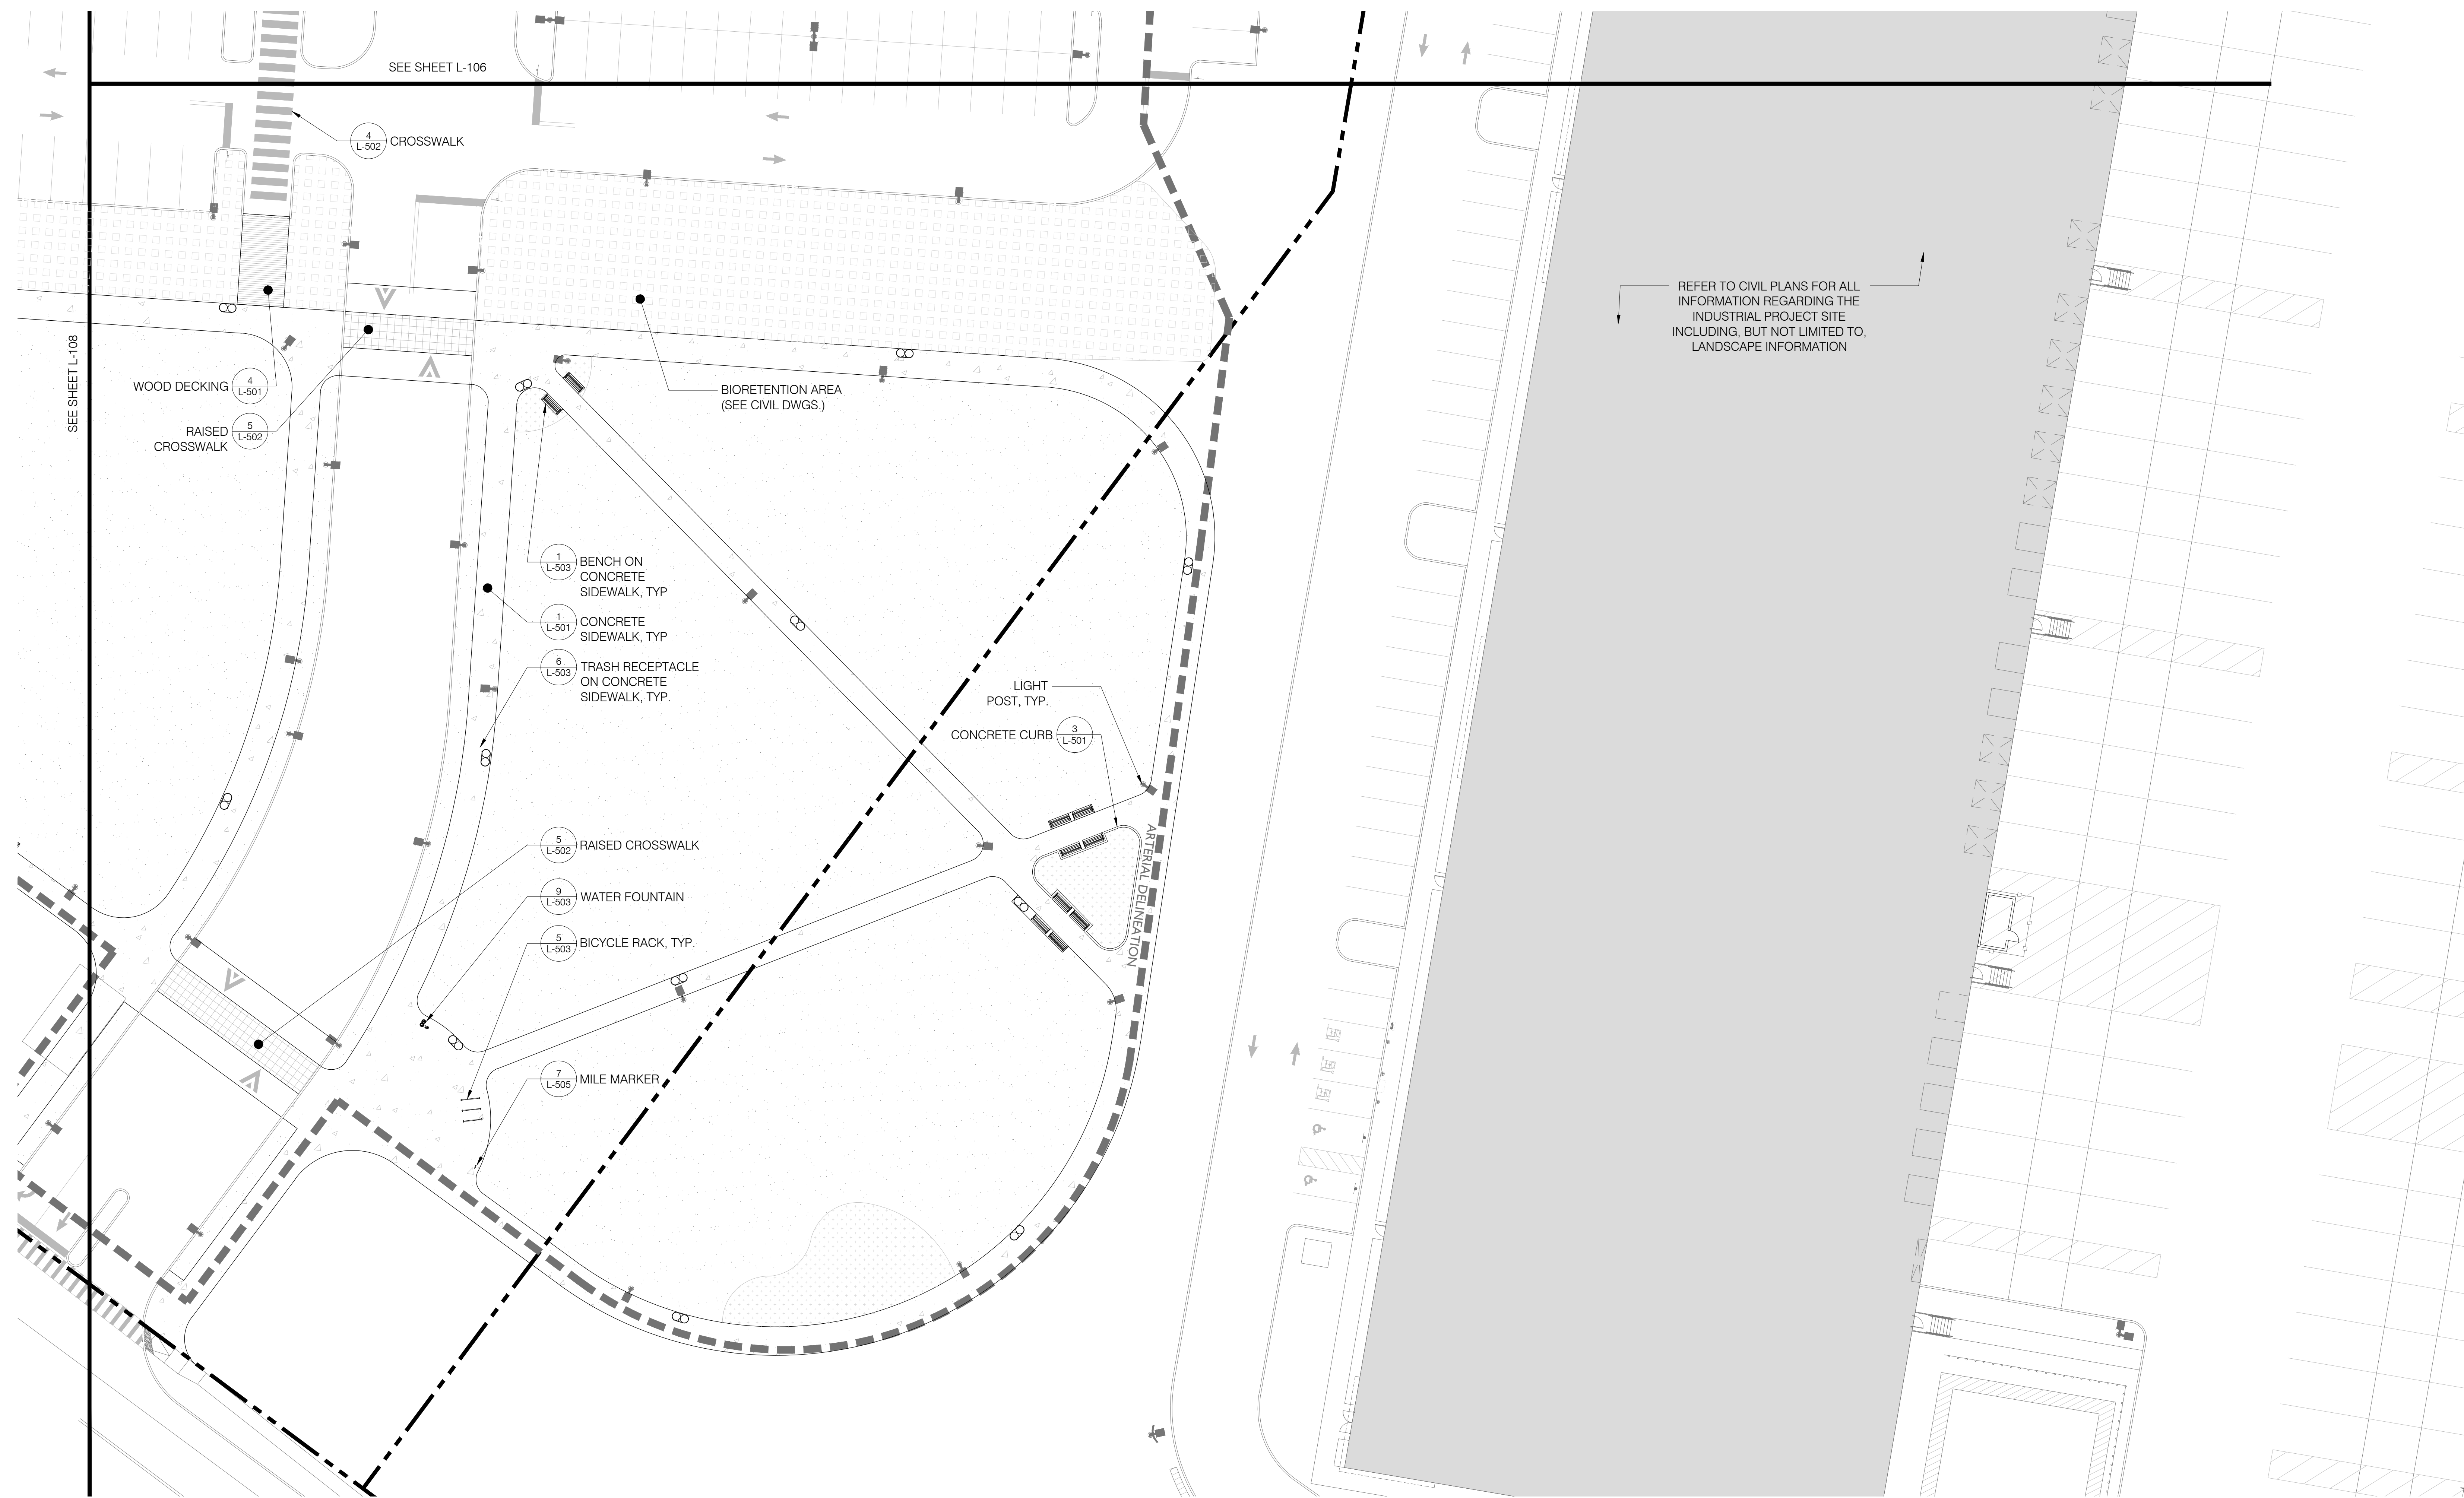 SEE SHEET L-106
4
L-502
CROSSWALK
SEE SHEET L-108
WOOD DECKING
4
L-501
RAISED
CROSSWALK
5
L-502
BIORETENTION AREA
(SEE CIVIL DWGS.)
REFER TO CIVIL PLANS FOR ALL
INFORMATION REGARDING THE
INDUSTRIAL PROJECT SITE
INCLUDING, BUT NOT LIMITED TO,
LANDSCAPE INFORMATION
1
L-503
BENCH ON
CONCRETE
SIDEWALK, TYP
1
L-501
CONCRETE
SIDEWALK, TYP
6
L-503
TRASH RECEPTACLE
ON CONCRETE
SIDEWALK, TYP.
LIGHT
POST, TYP.
CONCRETE CURB
3
L-501
ARTERIAL DELINEATION
5
L-502
RAISED CROSSWALK
9
L-503
WATER FOUNTAIN
5
L-503
BICYCLE RACK, TYP.
7
L-505
MILE MARKER